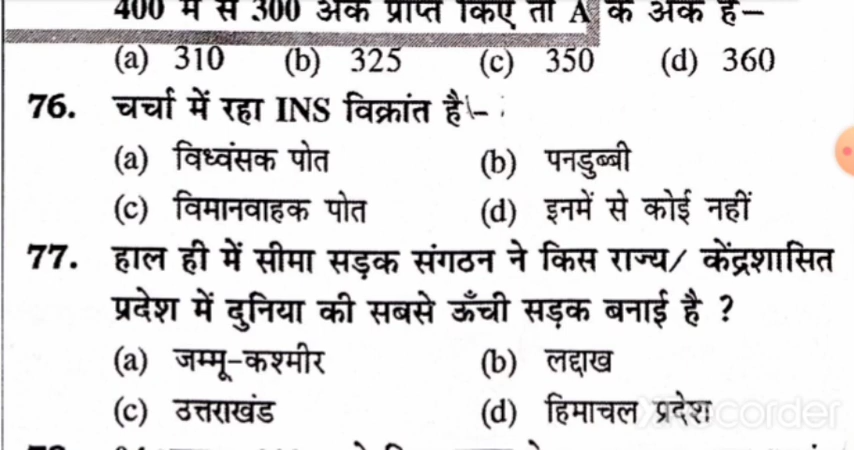 400 में से 300 अंक प्राप्त किए तो A के अंक हैं–
(a) 310 (b) 325 (c) 350 (d) 360
76. चर्चा में रहा INS विक्रांत है–
(a) विध्वंसक पोत (b) पनडुब्बी
(c) विमानवाहक पोत (d) इनमें से कोई नहीं
77. हाल ही में सीमा सड़क संगठन ने किस राज्य/ केंद्रशासित
प्रदेश में दुनिया की सबसे ऊँची सड़क बनाई है ?
(a) जम्मू-कश्मीर (b) लद्दाख
(c) उत्तराखंड (d) हिमाचल प्रदेश